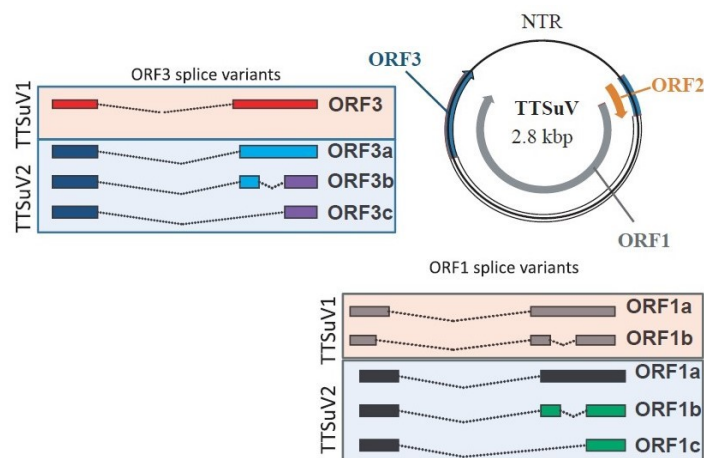 NTR
ORF3
ORF2
TTSuV
2.8 kbp
ORF1
ORF3 splice variants
TTSuV1
ORF3
TTSuV2
ORF3a
ORF3b
ORF3c
ORF1 splice variants
TTSuV1
ORF1a
ORF1b
TTSuV2
ORF1a
ORF1b
ORF1c